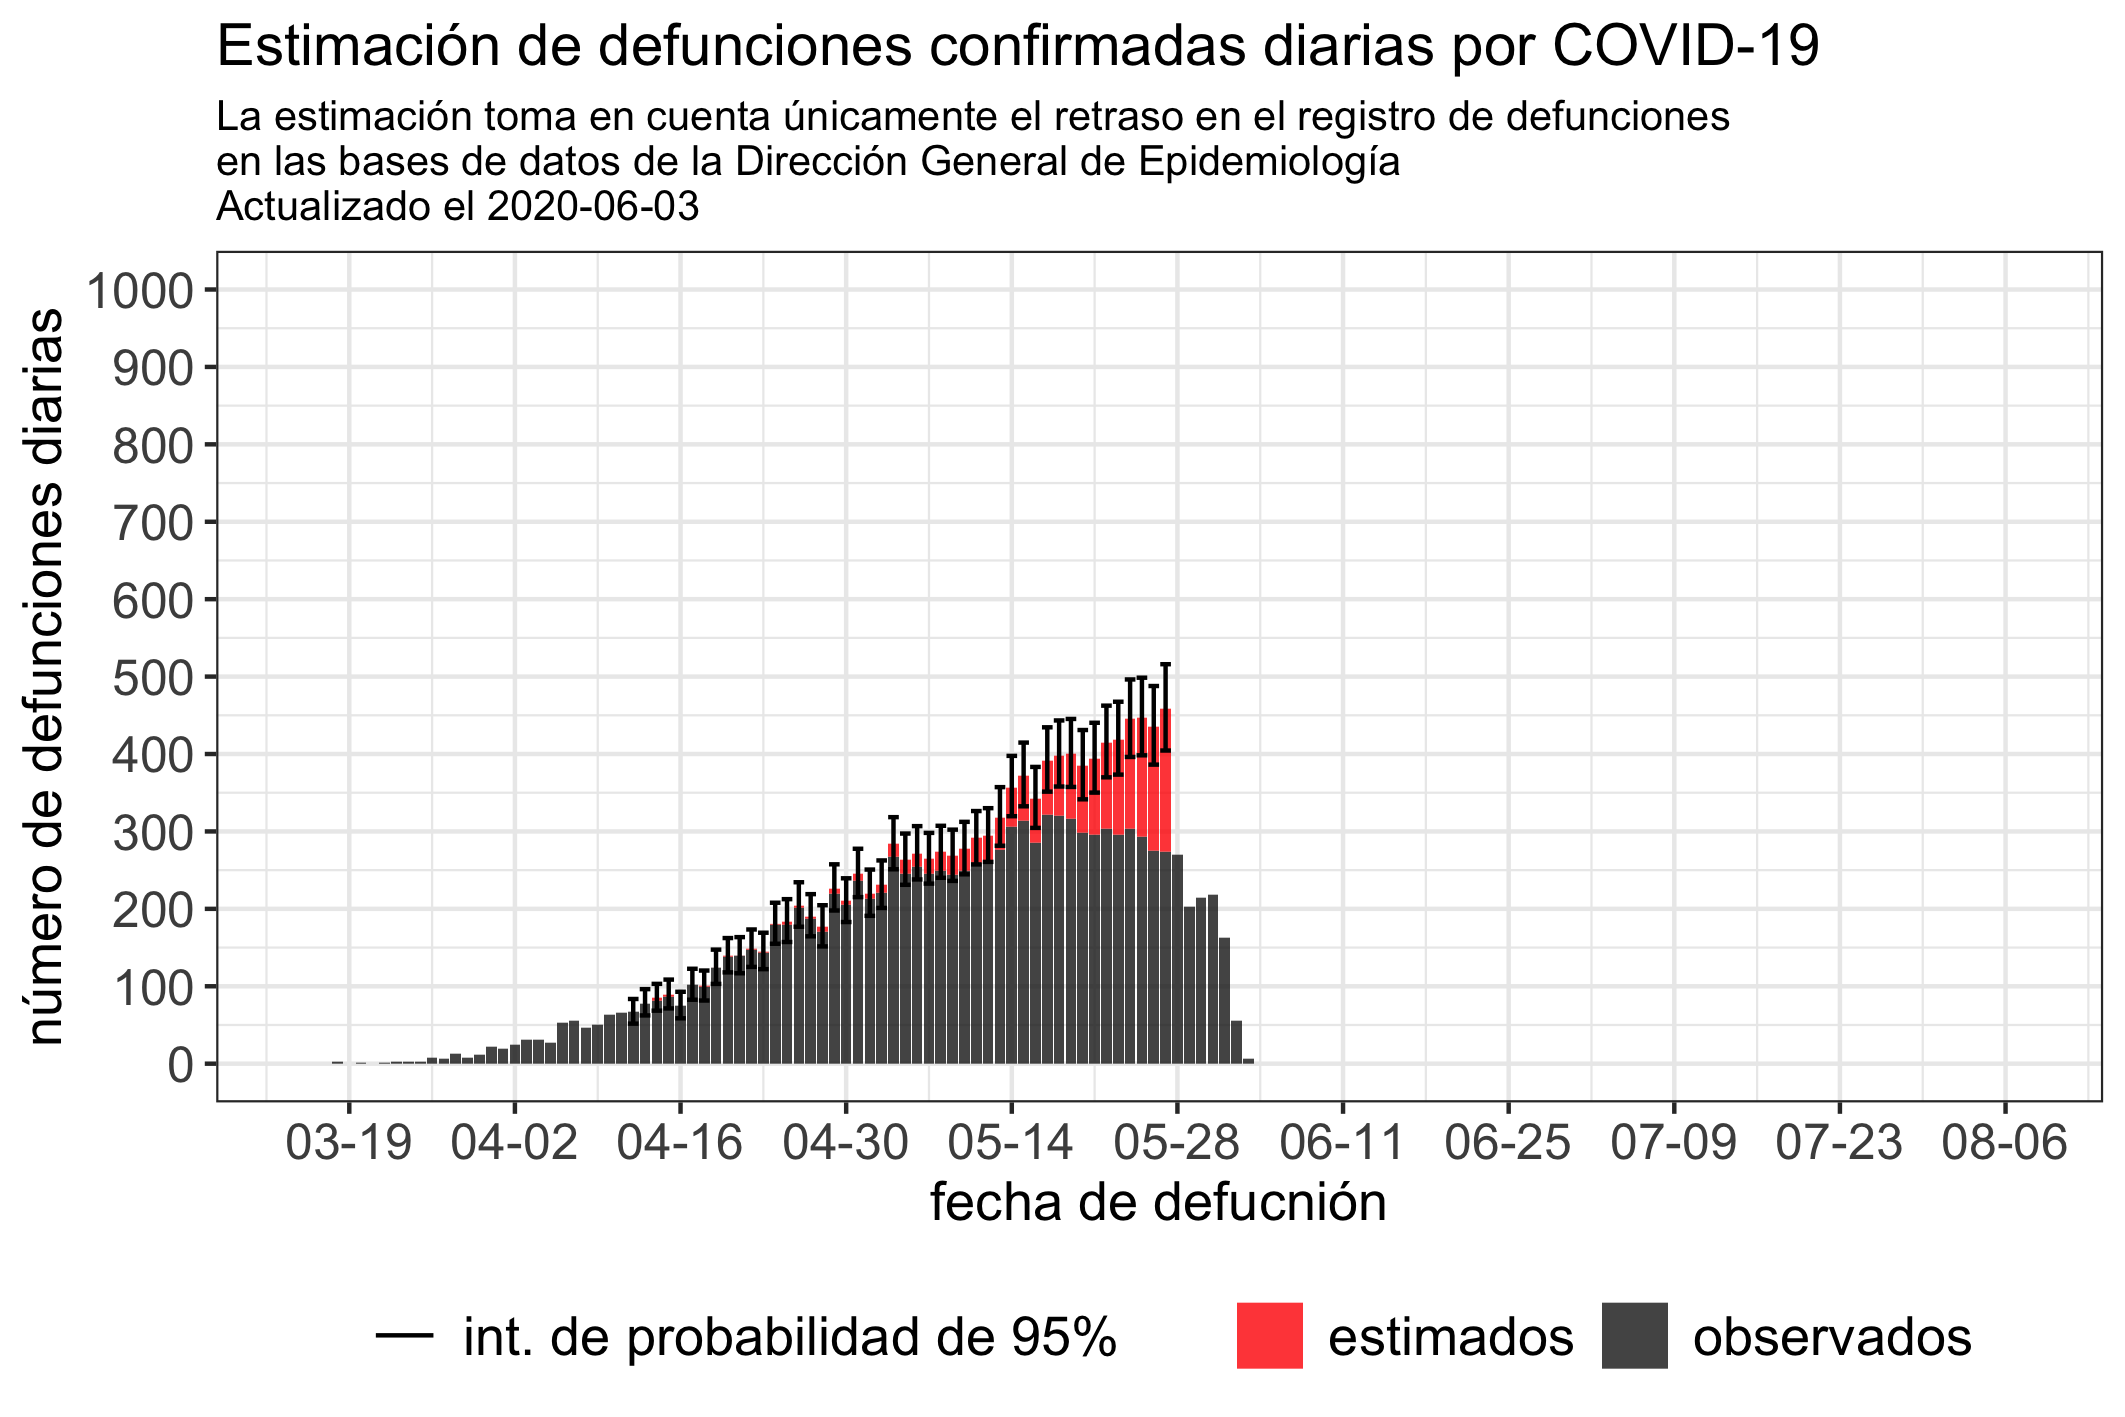 Estimación de defunciones confirmadas diarias por COVID-19
La estimación toma en cuenta únicamente el retraso en el registro de defunciones
en las bases de datos de la Dirección General de Epidemiología
Actualizado el 2020-06-03
número de defunciones diarias
1000
900
800
700
600
500
400
300
200
100
0
03-19 04-02 04-16 04-30 05-14 05-28 06-11 06-25 07-09 07-23 08-06
fecha de defucnión
int. de probabilidad de 95% estimados observados